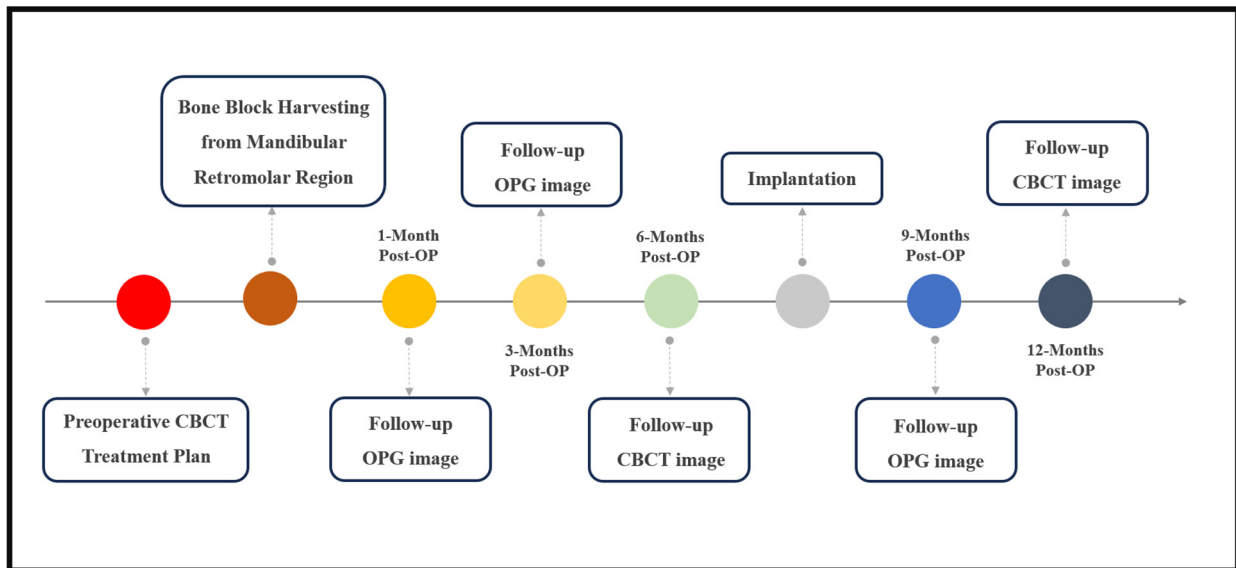 Bone Block Harvesting
from Mandibular
Retromolar Region
Follow-up
OPG image
Implantation
Follow-up
CBCT image
1-Month
Post-OP
6-Months
Post-OP
9-Months
Post-OP
3-Months
Post-OP
12-Months
Post-OP
Preoperative CBCT
Treatment Plan
Follow-up
OPG image
Follow-up
CBCT image
Follow-up
OPG image